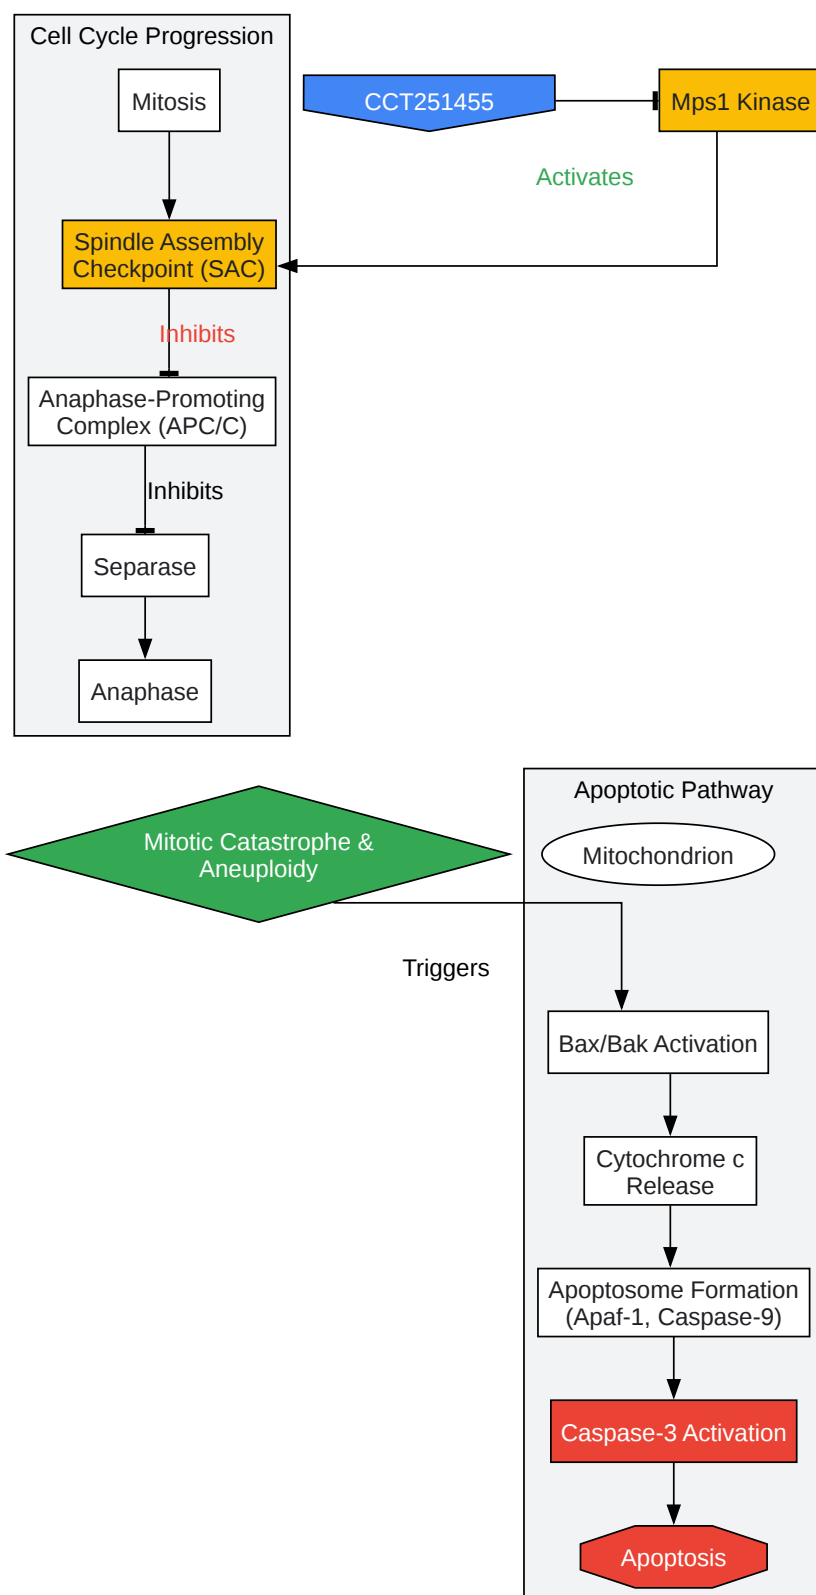 Cell Cycle Progression
Mitosis
CCT251455
Mps1 Kinase
Activates
Spindle Assembly
Checkpoint (SAC)
Inhibits
Anaphase-Promoting
Complex (APC/C)
Inhibits
Separase
Anaphase
Apoptotic Pathway
Mitotic Catastrophe &
Aneuploidy
Mitochondrion
Triggers
Bax/Bak Activation
Cytochrome c
Release
Apoptosome Formation
(Apaf-1, Caspase-9)
Caspase-3 Activation
Apoptosis